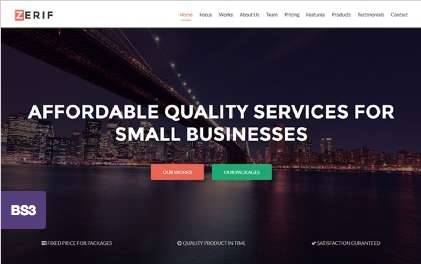 ZERIF
Home Focus Works About Us Team Pricing Features Products Testimonials Contact
AFFORDABLE QUALITY SERVICES FOR
SMALL BUSINESSES
OUR WORKS OUR PACKAGES
BS3
FIXED PRICE FOR PACKAGES QUALITY PRODUCT IN TIME SATISFACTION GURANTEED